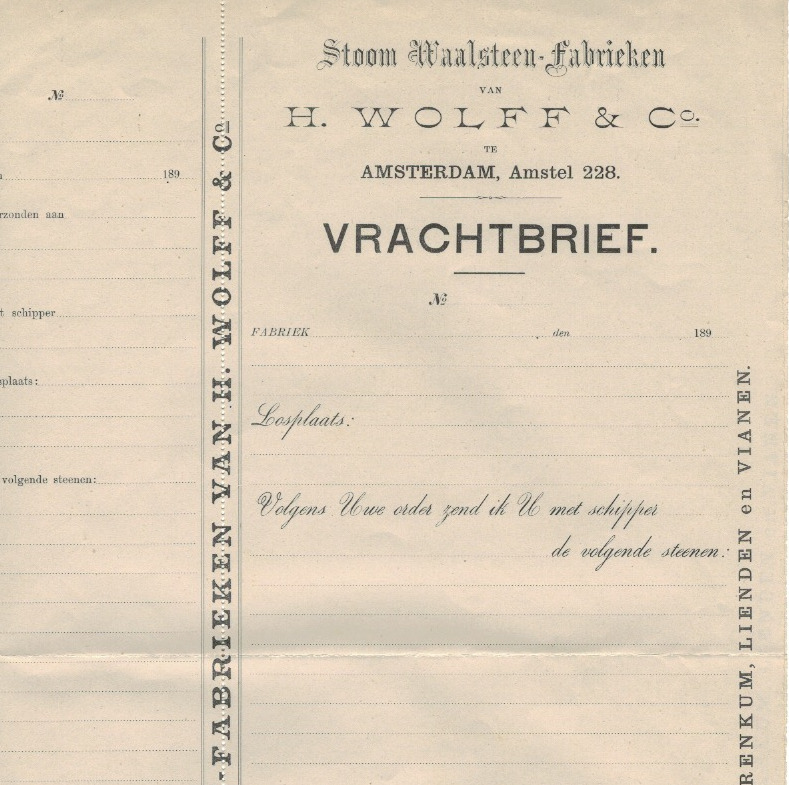 №
189
rzonden aan
t schipper
splaats:
volgende steenen:
-FABRIEKEN VAN H. WOLFF & Co
Stoom Waalsteen-Fabrieken
VAN
H. WOLFF & Co.
TE
AMSTERDAM, Amstel 228.
VRACHTBRIEF.
№
FABRIEK den 189
Losplaats:
Volgens Uwe order zend ik U met schipper
de volgende steenen:
RENKUM, LIENDEN en VIANEN.